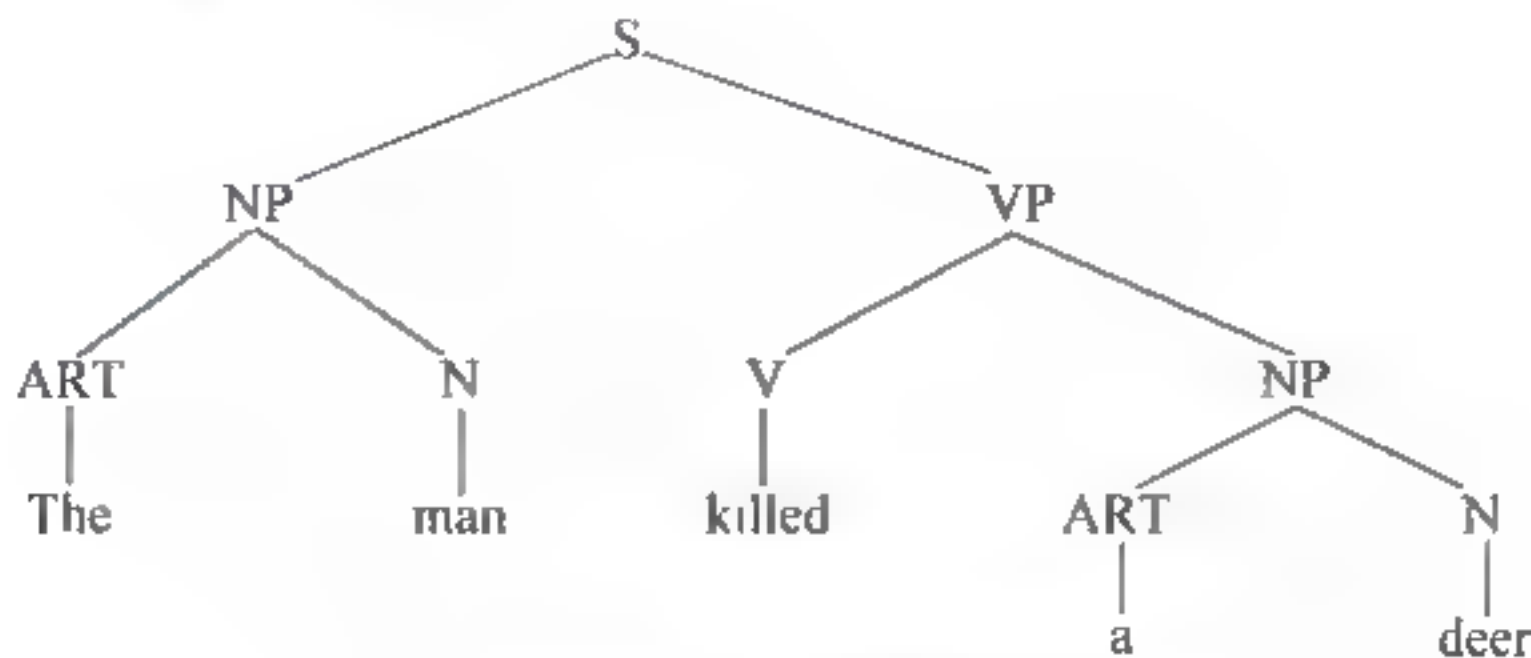 S
NP VP
ART N V NP
The man killed ART N
a deer